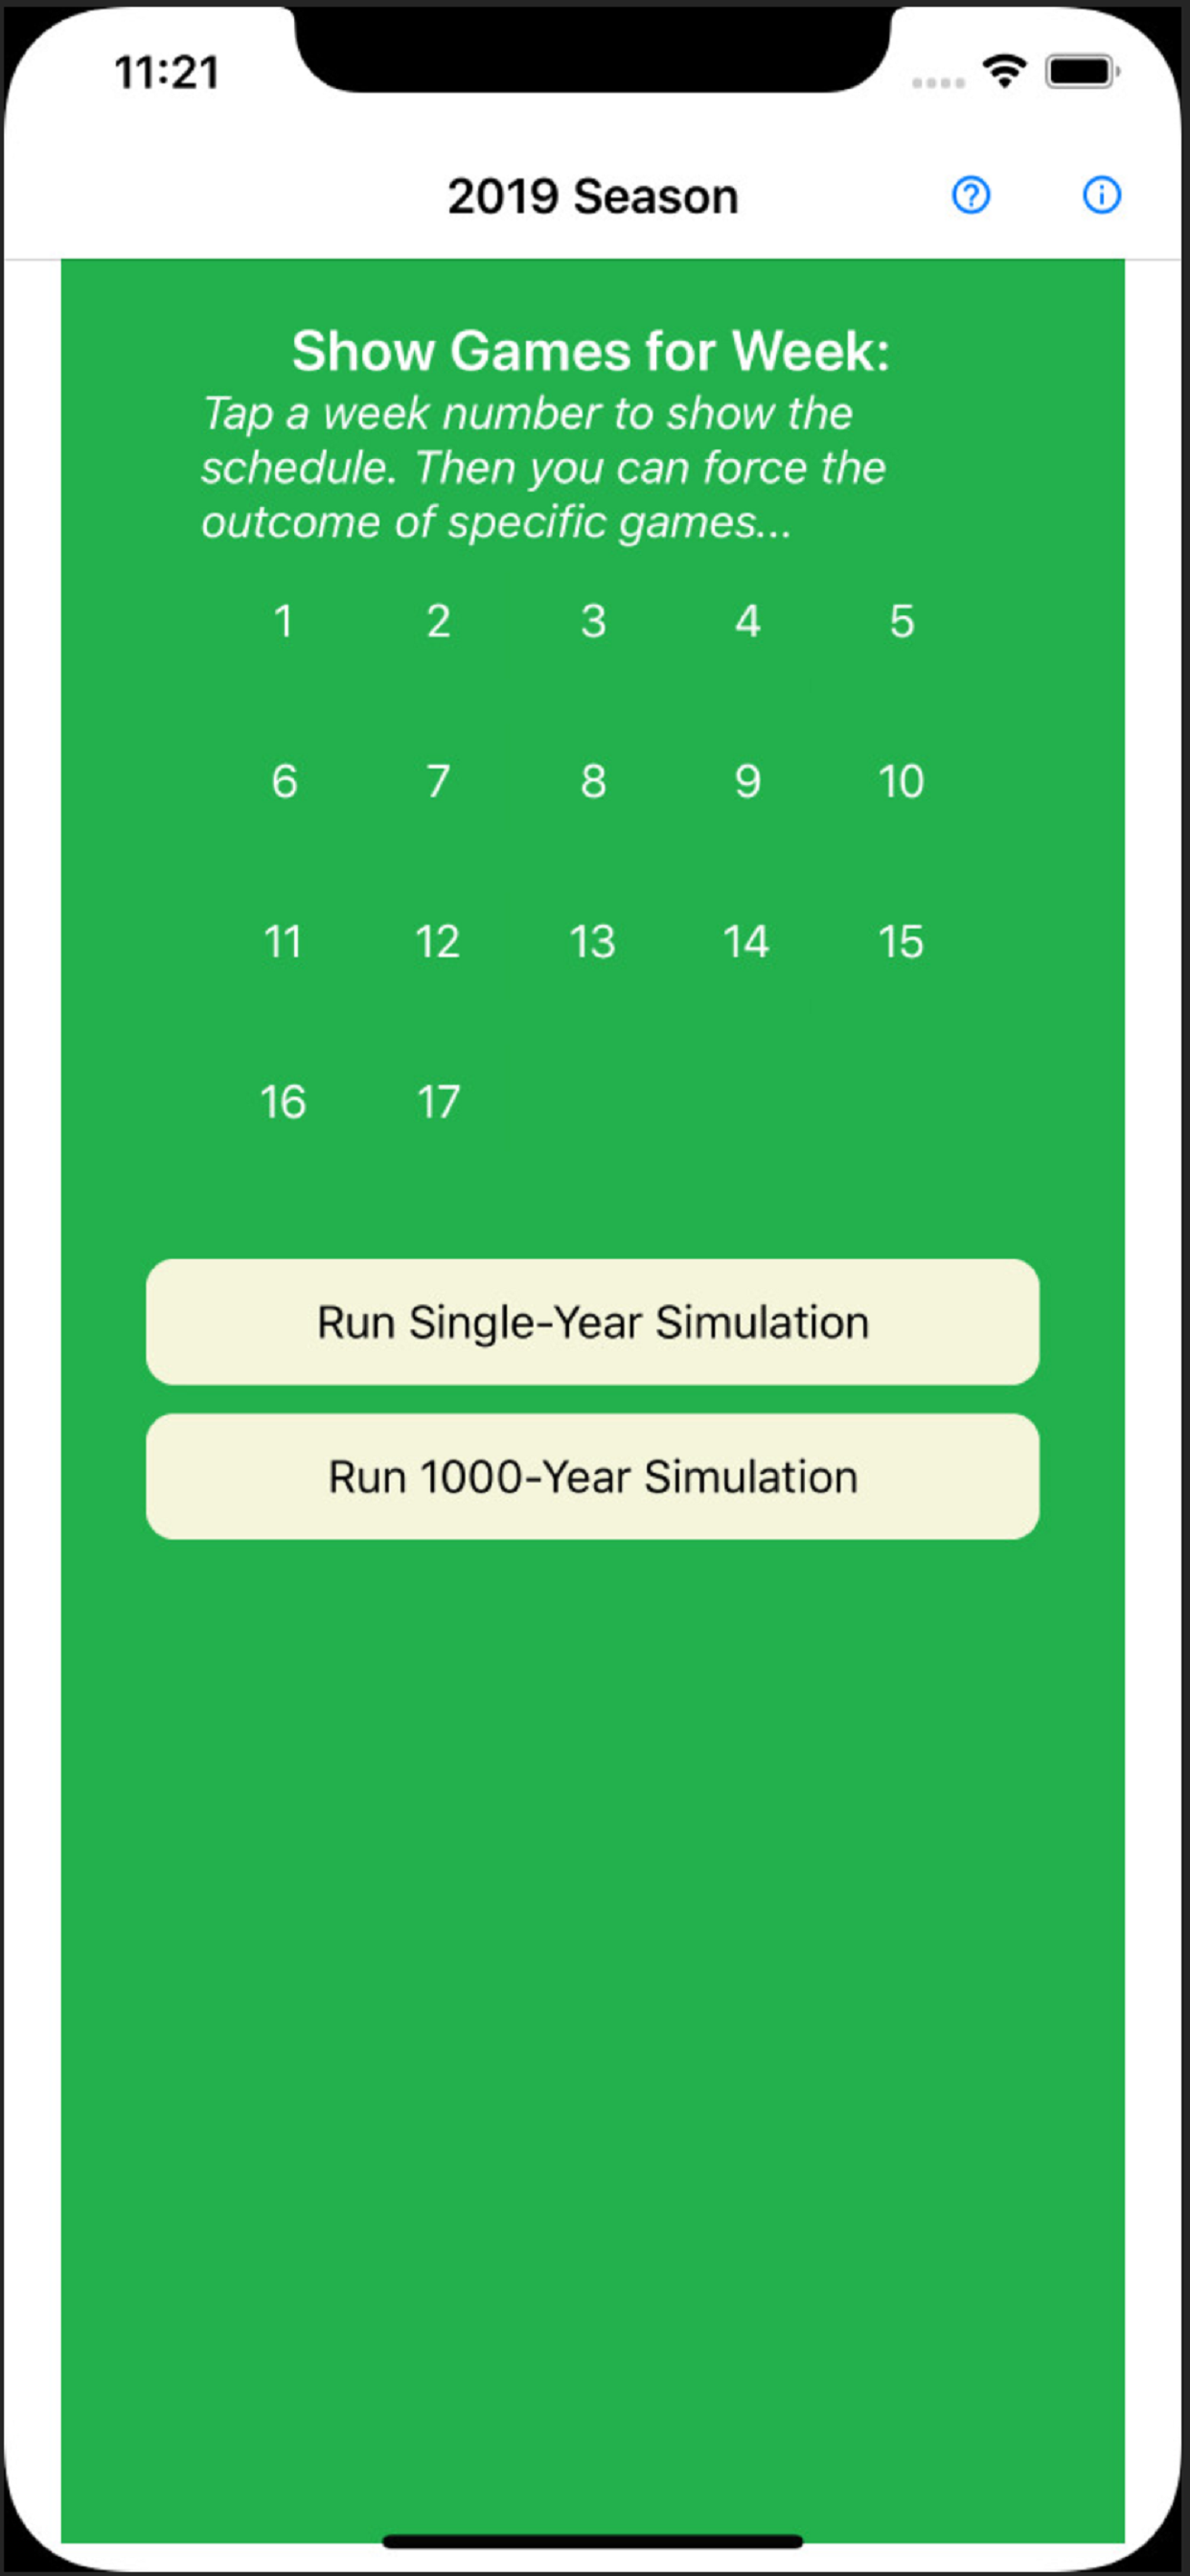 11:21
2019 Season
Show Games for Week:
Tap a week number to show the
schedule. Then you can force the
outcome of specific games...
1 2 3 4 5
6 7 8 9 10
11 12 13 14 15
16 17
Run Single-Year Simulation
Run 1000-Year Simulation